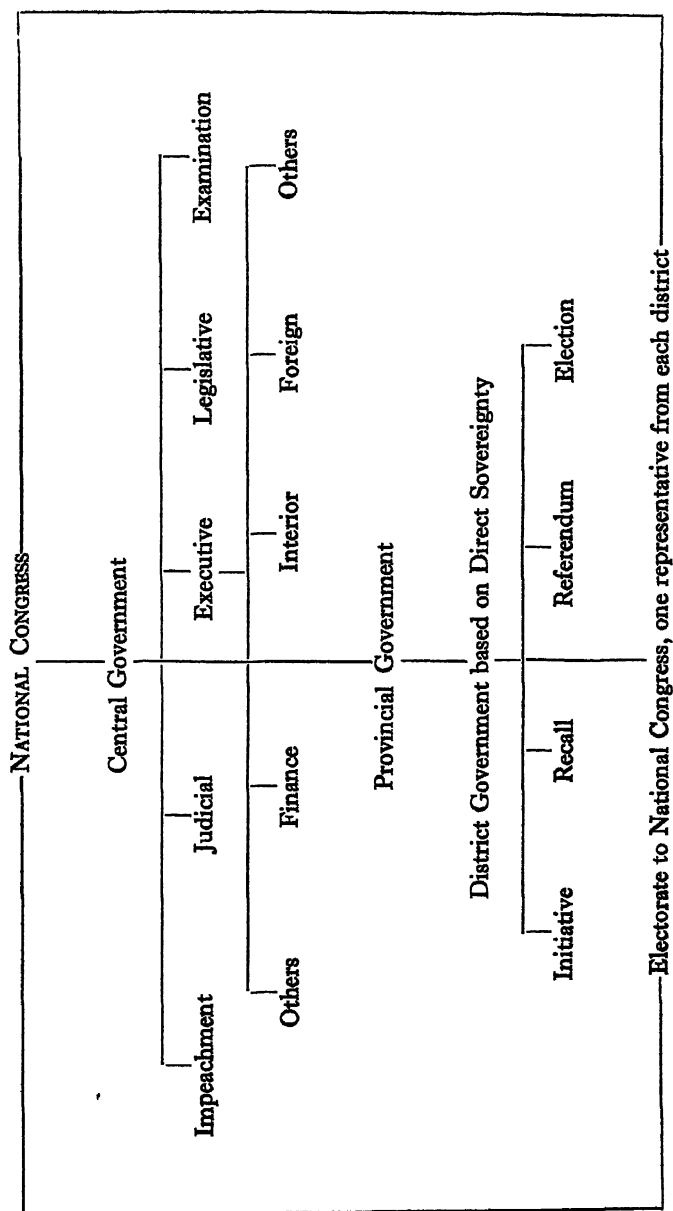 NATIONAL CONGRESS
Central Government
Impeachment Judicial Executive Legislative Examination
Others Finance Interior Foreign Others
Provincial Government
District Government based on Direct Sovereignty
Initiative Recall Referendum Election
Electorate to National Congress, one representative from each district